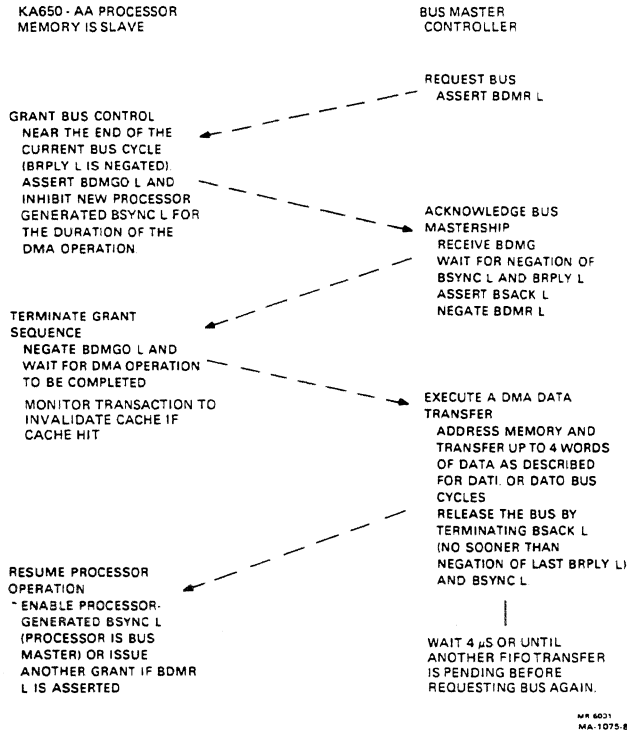 KA650-AA PROCESSOR
MEMORY IS SLAVE
BUS MASTER
CONTROLLER
REQUEST BUS
ASSERT BDMR L
GRANT BUS CONTROL
NEAR THE END OF THE
CURRENT BUS CYCLE
(BRPLY L IS NEGATED).
ASSERT BDMGO L AND
INHIBIT NEW PROCESSOR
GENERATED BSYNC L FOR
THE DURATION OF THE
DMA OPERATION.
ACKNOWLEDGE BUS
MASTERSHIP
RECEIVE BDMG
WAIT FOR NEGATION OF
BSYNC L AND BRPLY L
ASSERT BSACK L
NEGATE BDMR L
TERMINATE GRANT
SEQUENCE
NEGATE BDMGO L AND
WAIT FOR DMA OPERATION
TO BE COMPLETED
MONITOR TRANSACTION TO
INVALIDATE CACHE IF
CACHE HIT
EXECUTE A DMA DATA
TRANSFER
ADDRESS MEMORY AND
TRANSFER UP TO 4 WORDS
OF DATA AS DESCRIBED
FOR DATI, OR DATO BUS
CYCLES
RELEASE THE BUS BY
TERMINATING BSACK L
(NO SOONER THAN
NEGATION OF LAST BRPLY L)
AND BSYNC L
RESUME PROCESSOR
OPERATION
ENABLE PROCESSOR-
GENERATED BSYNC L
(PROCESSOR IS BUS
MASTER) OR ISSUE
ANOTHER GRANT IF BDMR
L IS ASSERTED
WAIT 4 µS OR UNTIL
ANOTHER FIFO TRANSFER
IS PENDING BEFORE
REQUESTING BUS AGAIN.
MR 6031
MA-1075-8